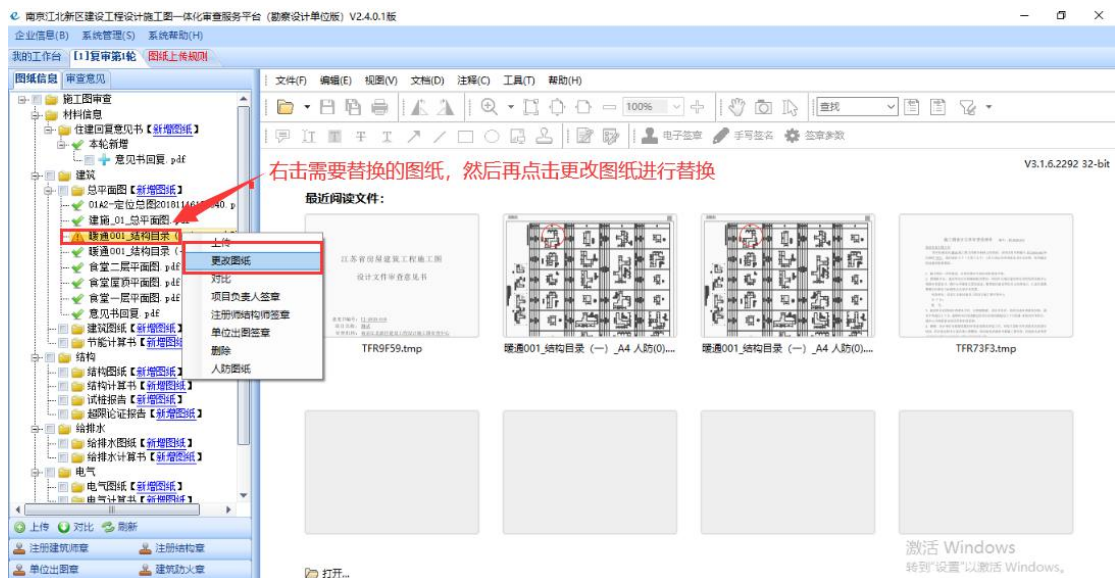 南京江北新区建设工程设计施工图一体化审查服务平台（勘察设计单位版）V2.4.0.1版
企业信息(B) 系统管理(S) 系统帮助(H)
我的工作台 【1】复审第1轮 图纸上传规则
图纸信息 审查意见
文件(F) 编辑(E) 视图(V) 文档(D) 注释(C) 工具(T) 帮助(H)
100% 查找
电子签章 手写签名 签章参数
V3.1.6.2292 32-bit
施工图审查
材料信息
住建回复意见书【新增图纸】
本轮新增
意见书回复.pdf
建筑
总平面图【新增图纸】
01A2-定位总图201811
建施_01_总平面图
暖通001_结构目录（
暖通001_结构目录（
食堂二层平面图.pdf
食堂屋顶平面图.pdf
食堂一层平面图.pdf
意见书回复.pdf
建筑图纸【新增图纸】
节能计算书【新增图
结构
结构图纸【新增图纸】
结构计算书【新增图纸】
试桩报告【新增图纸】
超限论证报告【新增图纸】
给排水
给排水图纸【新增图纸】
给排水计算书【新增图纸】
电气
电气图纸【新增图纸】
电气计算书【新增图纸】
右击需要替换的图纸，然后再点击更改图纸进行替换
上传
更改图纸
对比
项目负责人签章
注册师结构师签章
单位出图签章
删除
人防图纸
最近阅读文件：
江苏省房屋建筑工程施工图
设计文件审查意见书
TFR9F59.tmp
暖通001_结构目录（一）_A4 人防(0)....
暖通001_结构目录（一）_A4 人防(0)....
TFR73F3.tmp
打开...
上传 对比 刷新
注册建筑师章 注册结构章
单位出图章 建筑防火章
激活 Windows
转到"设置"以激活 Windows。